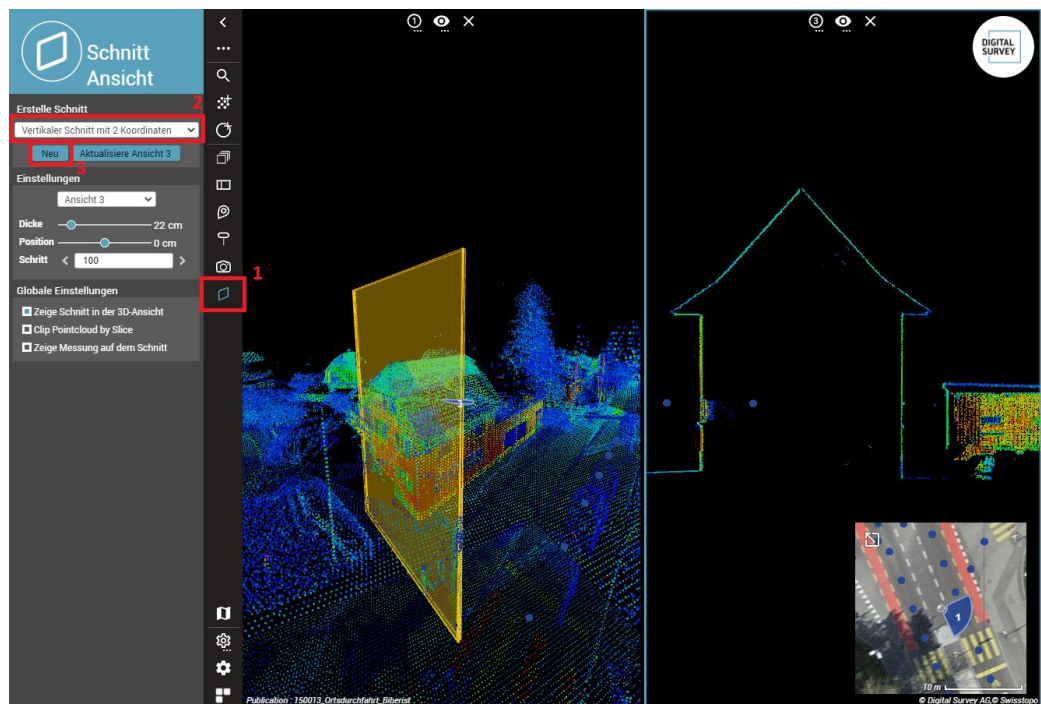 Schnitt
Ansicht
Erstelle Schnitt
2
Vertikaler Schnitt mit 2 Koordinaten
Neu
Aktualisiere Ansicht 3
3
Einstellungen
Ansicht 3
Dicke
22 cm
Position
0 cm
Schritt
100
Globale Einstellungen
Zeige Schnitt in der 3D-Ansicht
Clip Pointcloud by Slice
Zeige Messung auf dem Schnitt
1
1
3
DIGITAL
SURVEY
1
10 m
Publication : 150013_Ortsdurchfahrt_Biberist
© Digital Survey AG,© Swisstopo